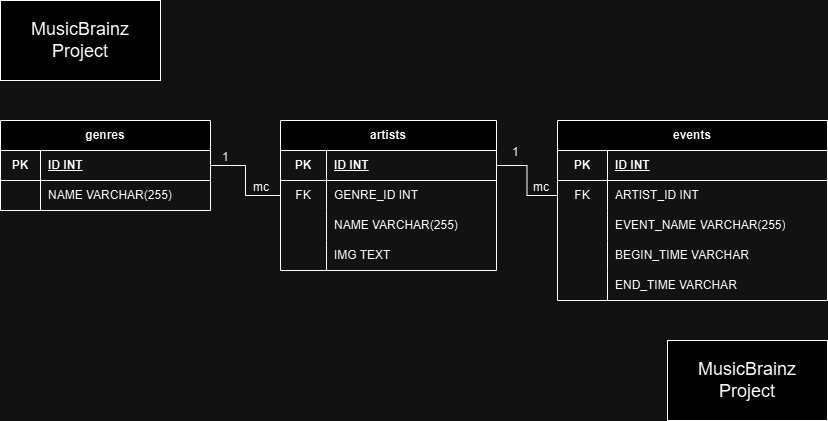 MusicBrainz
Project
genres
PK ID INT
NAME VARCHAR(255)
1
mc
artists
PK ID INT
FK GENRE_ID INT
NAME VARCHAR(255)
IMG TEXT
1
mc
events
PK ID INT
FK ARTIST_ID INT
EVENT_NAME VARCHAR(255)
BEGIN_TIME VARCHAR
END_TIME VARCHAR
MusicBrainz
Project